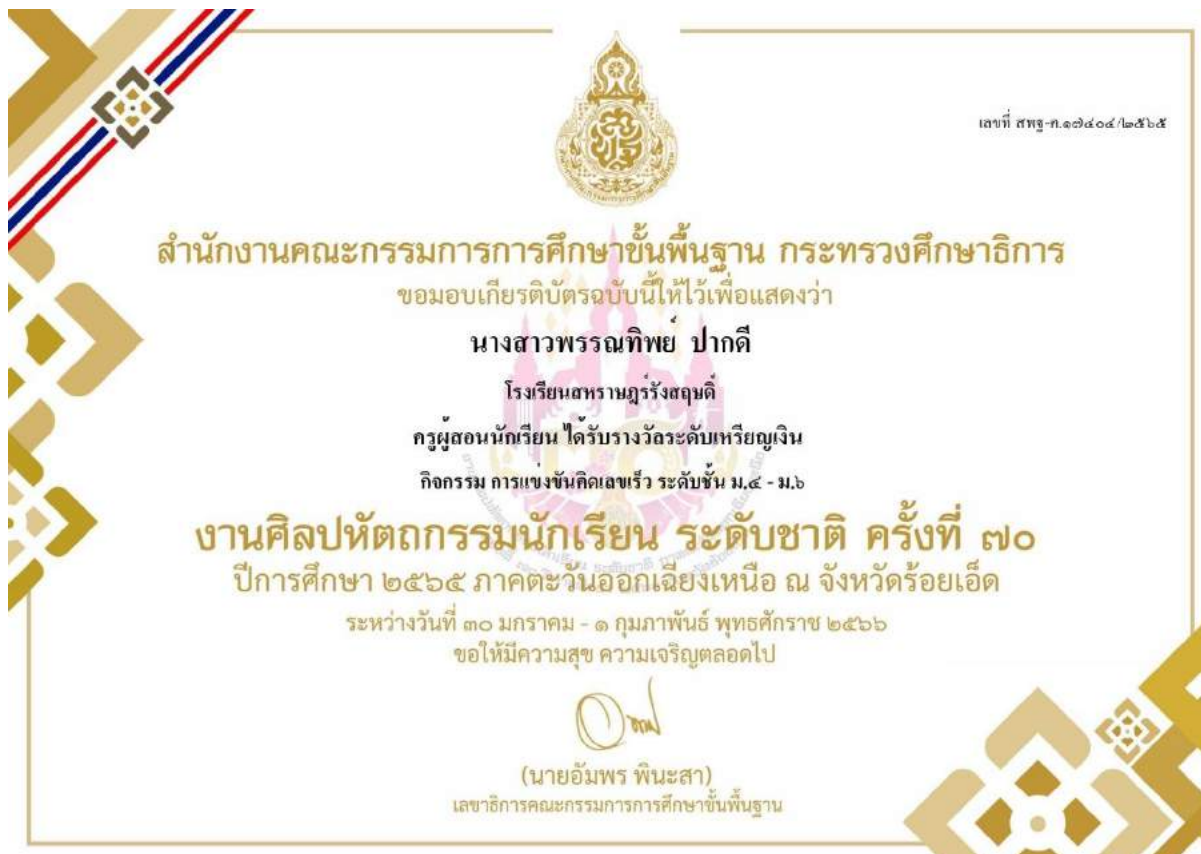 เลขที่ สพฐ-ค.๑๗๔๐๔/๒๕๖๕
สำนักงานคณะกรรมการการศึกษาขั้นพื้นฐาน กระทรวงศึกษาธิการ
ขอมอบเกียรติบัตรฉบับนี้ให้ไว้เพื่อแสดงว่า
นางสาวพรรณทิพย์ ปากดี
โรงเรียนสหราษฎร์รังสฤษดิ์
ครูผู้สอนนักเรียน ได้รับรางวัลระดับเหรียญเงิน
กิจกรรม การแข่งขันคิดเลขเร็ว ระดับชั้น ม.๔ - ม.๖
งานศิลปหัตถกรรมนักเรียน ระดับชาติ ครั้งที่ ๗๐
ปีการศึกษา ๒๕๖๕ ภาคตะวันออกเฉียงเหนือ ณ จังหวัดร้อยเอ็ด
ระหว่างวันที่ ๓๐ มกราคม - ๑ กุมภาพันธ์ พุทธศักราช ๒๕๖๖
ขอให้มีความสุข ความเจริญตลอดไป
(นายอัมพร พินะสา)
เลขาธิการคณะกรรมการการศึกษาขั้นพื้นฐาน